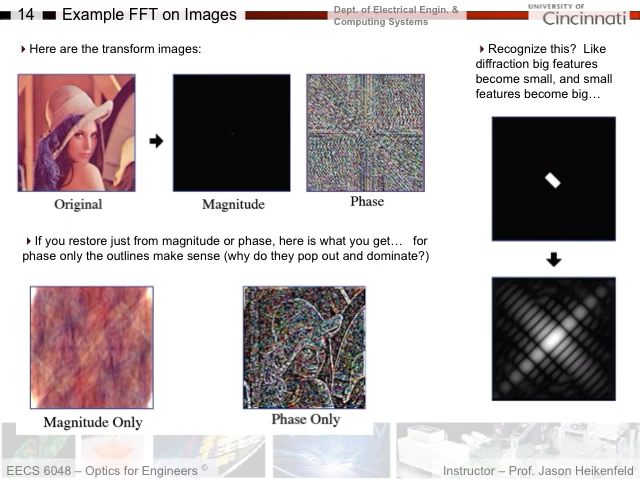 14 Example FFT on Images
Dept. of Electrical Engin. &
Computing Systems
UNIVERSITY OF
Cincinnati
Here are the transform images:
Original
Magnitude
Phase
If you restore just from magnitude or phase, here is what you get… for
phase only the outlines make sense (why do they pop out and dominate?)
Magnitude Only
Phase Only
Recognize this? Like
diffraction big features
become small, and small
features become big…
EECS 6048 – Optics for Engineers ©
Instructor – Prof. Jason Heikenfeld